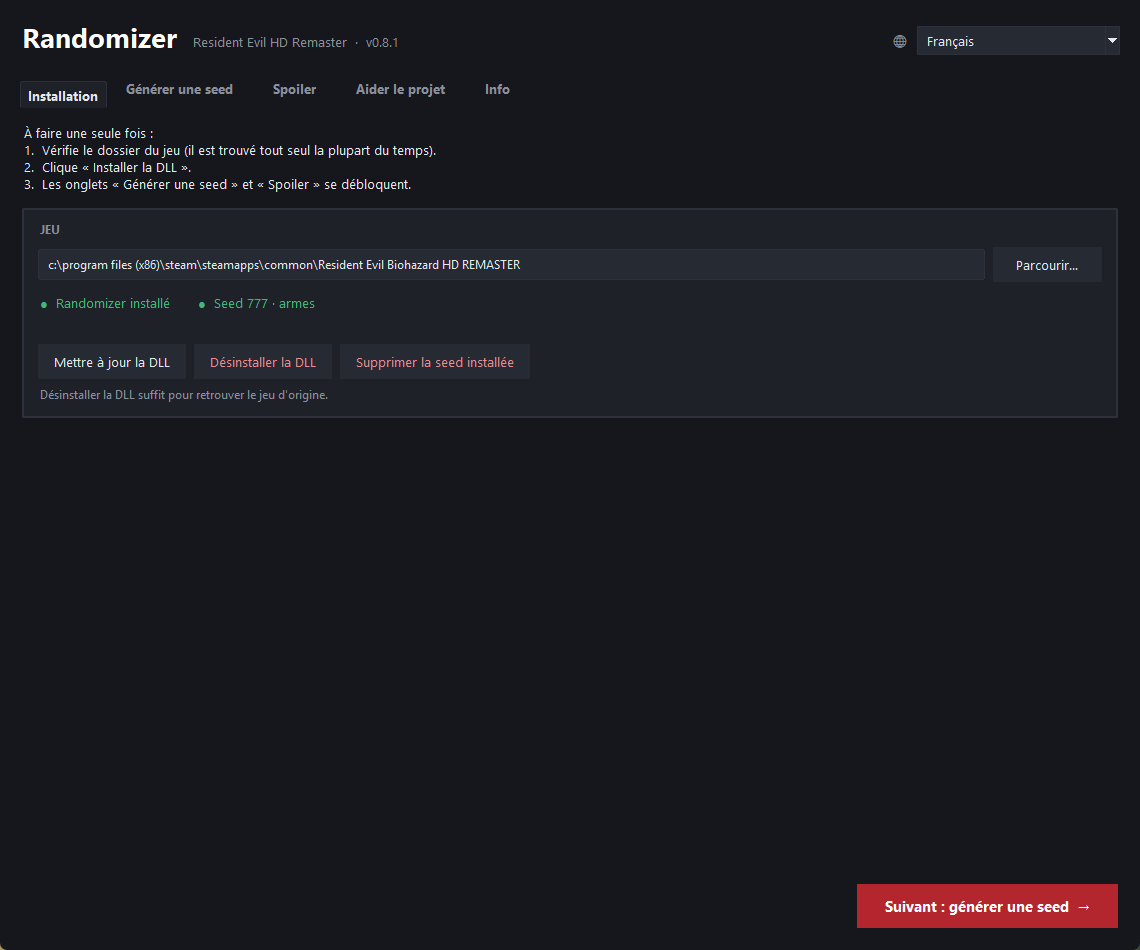 Randomizer Resident Evil HD Remaster · v0.8.1
Français
Installation Générer une seed Spoiler Aider le projet Info
À faire une seule fois :
1. Vérifie le dossier du jeu (il est trouvé tout seul la plupart du temps).
2. Clique « Installer la DLL ».
3. Les onglets « Générer une seed » et « Spoiler » se débloquent.
JEU
c:\program files (x86)\steam\steamapps\common\Resident Evil Biohazard HD REMASTER
Parcourir...
● Randomizer installé ● Seed 777 · armes
Mettre à jour la DLL Désinstaller la DLL Supprimer la seed installée
Désinstaller la DLL suffit pour retrouver le jeu d'origine.
Suivant : générer une seed →